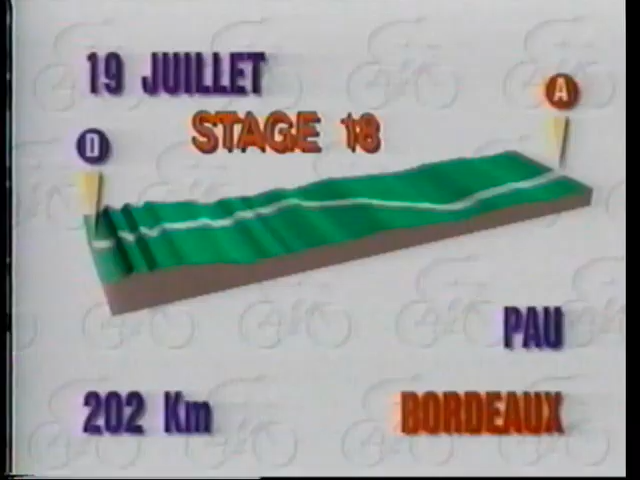 19 JUILLET
STAGE 18
A
D
PAU
202 Km
BORDEAUX